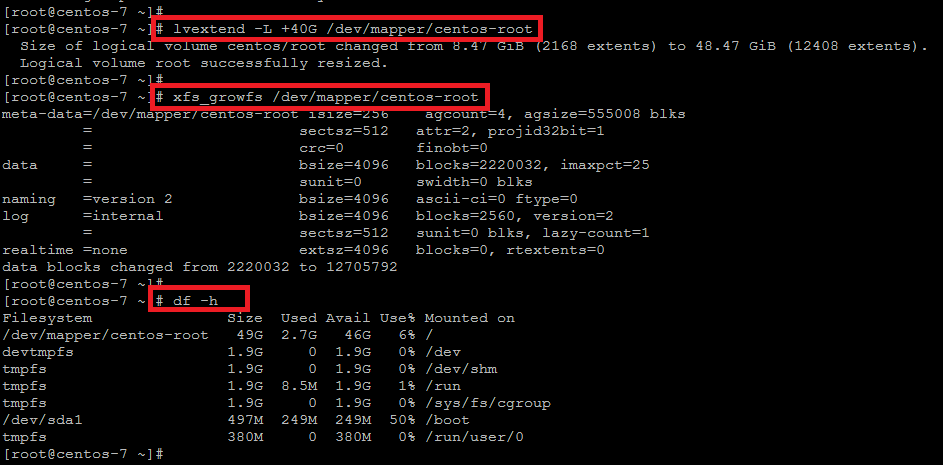 [root@centos-7 ~]#
[root@centos-7 ~]# lvextend -L +40G /dev/mapper/centos-root
  Size of logical volume centos/root changed from 8.47 GiB (2168 extents) to 48.47 GiB (12408 extents).
  Logical volume root successfully resized.
[root@centos-7 ~]#
[root@centos-7 ~]# xfs_growfs /dev/mapper/centos-root
meta-data=/dev/mapper/centos-root isize=256    agcount=4, agsize=555008 blks
         =                       sectsz=512   attr=2, projid32bit=1
         =                       crc=0        finobt=0
data     =                       bsize=4096   blocks=2220032, imaxpct=25
         =                       sunit=0      swidth=0 blks
naming   =version 2              bsize=4096   ascii-ci=0 ftype=0
log      =internal               bsize=4096   blocks=2560, version=2
         =                       sectsz=512   sunit=0 blks, lazy-count=1
realtime =none                   extsz=4096   blocks=0, rtextents=0
data blocks changed from 2220032 to 12705792
[root@centos-7 ~]#
[root@centos-7 ~]# df -h
Filesystem               Size  Used Avail Use% Mounted on
/dev/mapper/centos-root   49G  2.7G   46G   6% /
devtmpfs                 1.9G     0  1.9G   0% /dev
tmpfs                    1.9G     0  1.9G   0% /dev/shm
tmpfs                    1.9G  8.5M  1.9G   1% /run
tmpfs                    1.9G     0  1.9G   0% /sys/fs/cgroup
/dev/sda1                497M  249M  249M  50% /boot
tmpfs                    380M     0  380M   0% /run/user/0
[root@centos-7 ~]#